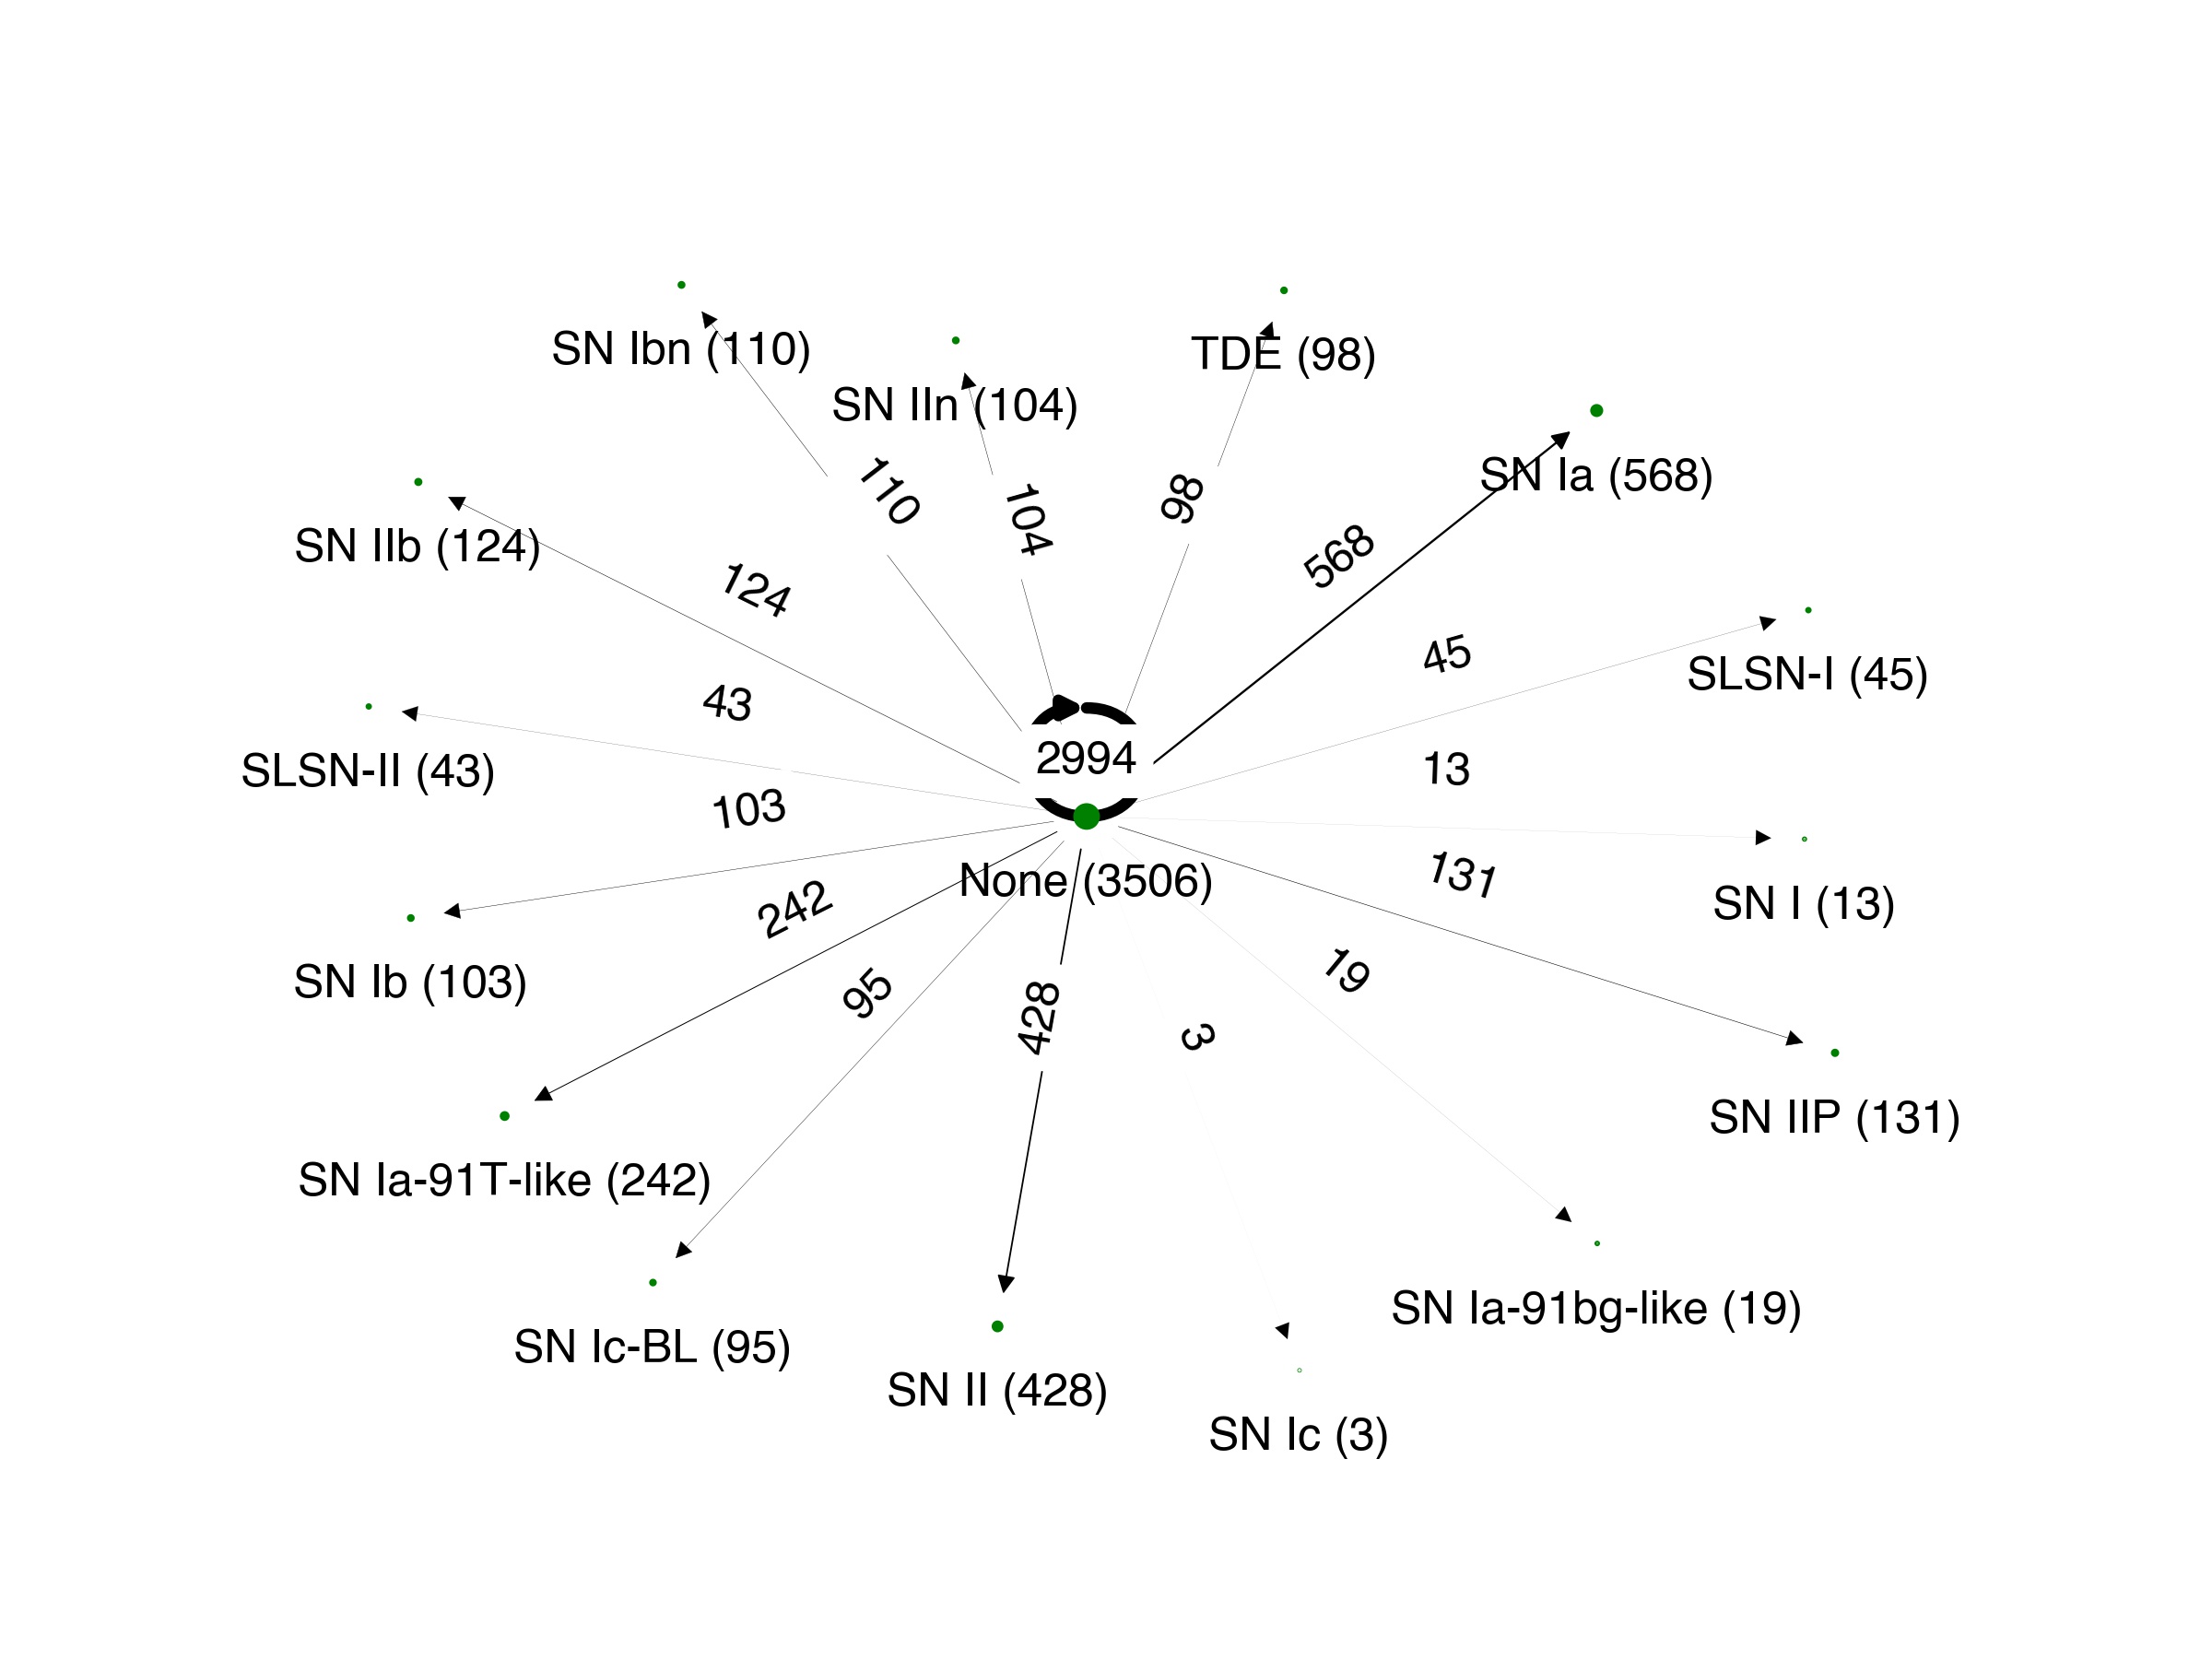 SN Ibn (110)
TDE (98)
SN IIn (104)
SN Ia (568)
110
104
98
SN IIb (124)
568
124
45
SLSN-I (45)
43
2994
13
SLSN-II (43)
103
None (3506)
131
SN I (13)
242
SN Ib (103)
95
19
428
3
SN IIP (131)
SN Ia-91T-like (242)
SN Ia-91bg-like (19)
SN Ic-BL (95)
SN II (428)
SN Ic (3)